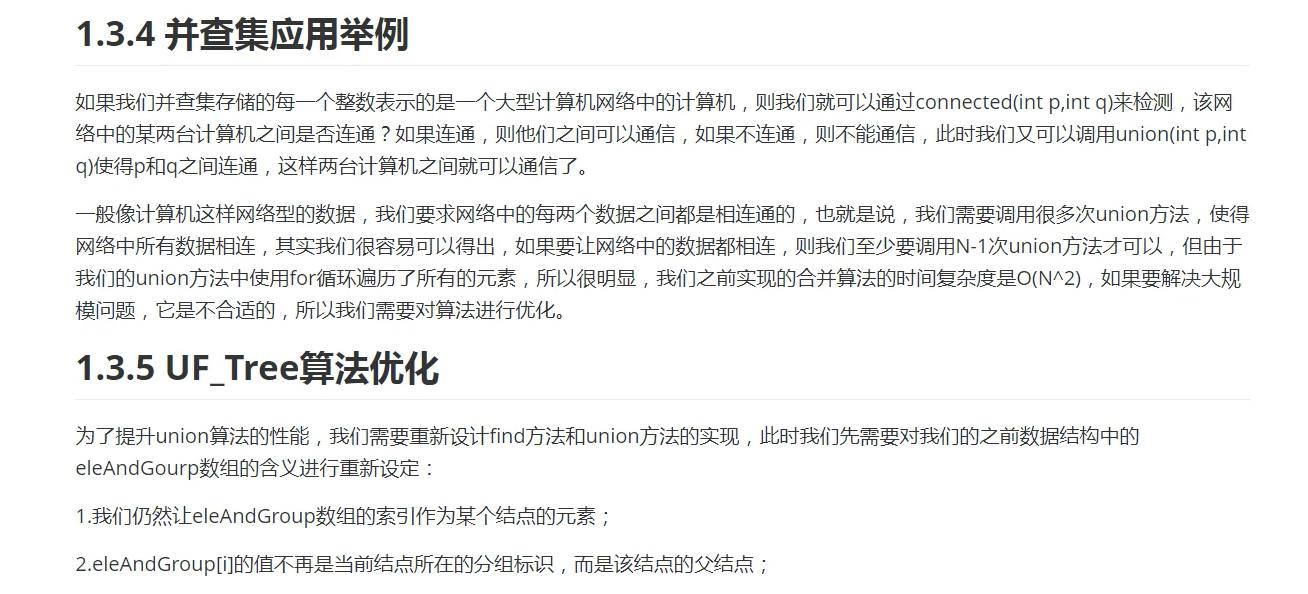 1.3.4 并查集应用举例
如果我们并查集存储的每一个整数表示的是一个大型计算机网络中的计算机，则我们就可以通过connected(int p,int q)来检测，该网
络中的某两台计算机之间是否连通？如果连通，则他们之间可以通信，如果不连通，则不能通信，此时我们又可以调用union(int p,int
q)使得p和q之间连通，这样两台计算机之间就可以通信了。
一般像计算机这样网络型的数据，我们要求网络中的每两个数据之间都是相连通的，也就是说，我们需要调用很多次union方法，使得
网络中所有数据相连，其实我们很容易可以得出，如果要让网络中的数据都相连，则我们至少要调用N-1次union方法才可以，但由于
我们的union方法中使用for循环遍历了所有的元素，所以很明显，我们之前实现的合并算法的时间复杂度是O(N^2)，如果要解决大规
模问题，它是不合适的，所以我们需要对算法进行优化。
1.3.5 UF_Tree算法优化
为了提升union算法的性能，我们需要重新设计find方法和union方法的实现，此时我们先需要对我们的之前数据结构中的
eleAndGourp数组的含义进行重新设定：
1.我们仍然让eleAndGroup数组的索引作为某个结点的元素；
2.eleAndGroup[i]的值不再是当前结点所在的分组标识，而是该结点的父结点；